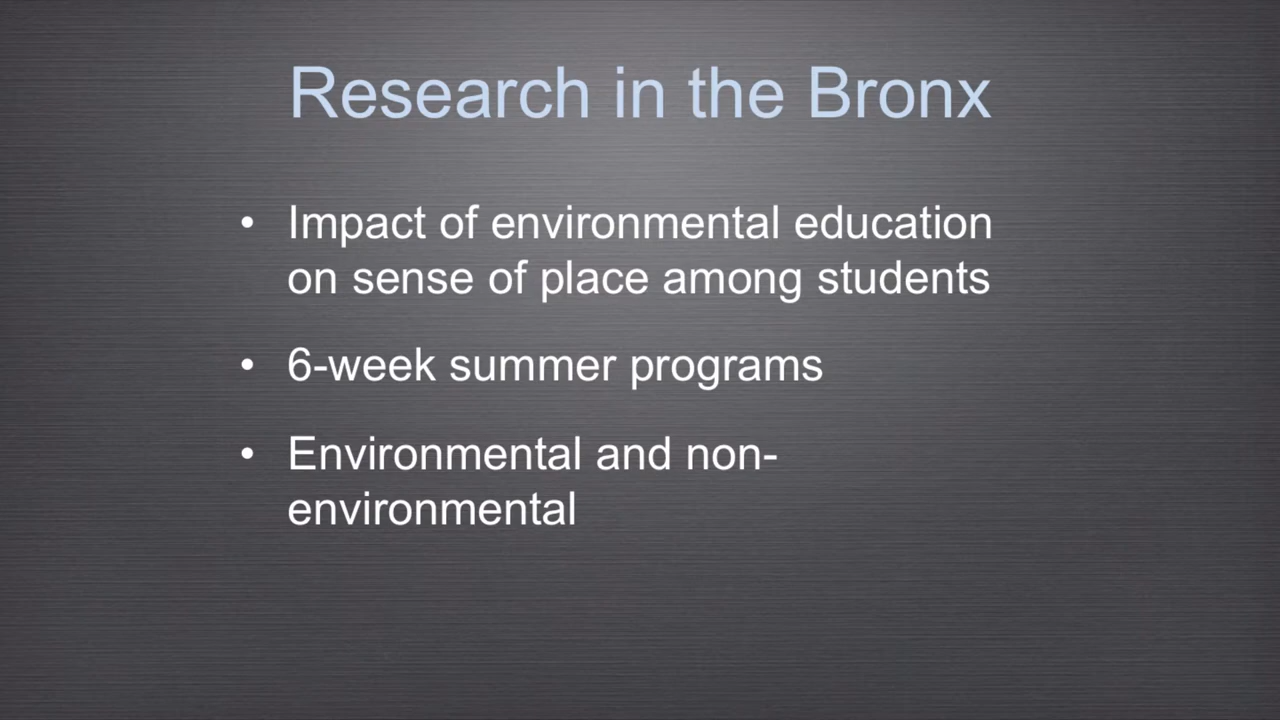 Research in the Bronx
• Impact of environmental education
on sense of place among students
• 6-week summer programs
• Environmental and non-
environmental